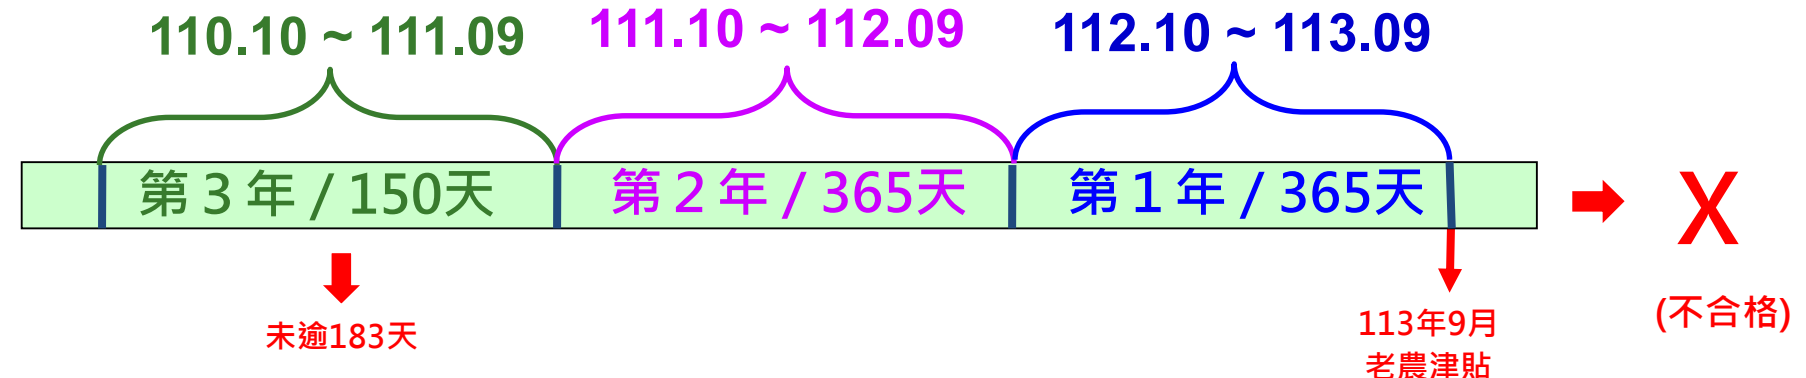 110.10 ~ 111.09
111.10 ~ 112.09
112.10 ~ 113.09
第 3 年 / 150天
第 2 年 / 365天
第 1 年 / 365天
X
(不合格)
未逾183天
113年9月
老農津貼